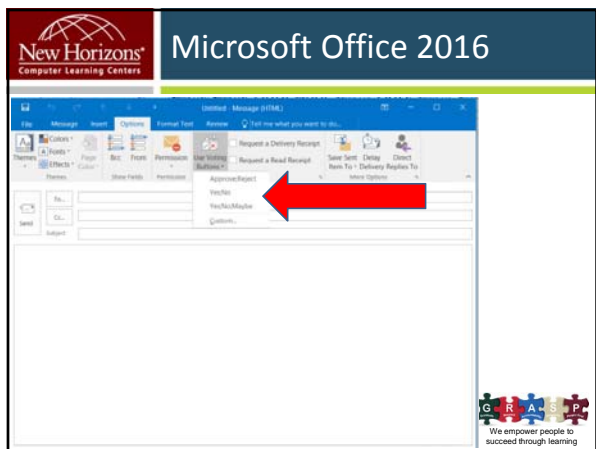 New Horizons®
Computer Learning Centers
Microsoft Office 2016
Untitled - Message (HTML)
File Message Insert Options Format Text Review Tell me what you want to do...
Themes
Colors
Fonts
Effects
Page Color
Bcc From
Permission
Use Voting Buttons
Request a Delivery Receipt
Request a Read Receipt
Save Sent Item To
Delay Delivery
Direct Replies To
Themes Show Fields Permission More Options
Approve;Reject
Yes;No
Yes;No;Maybe
Custom...
Send
To...
Cc...
Subject
G R A S P
We empower people to
succeed through learning